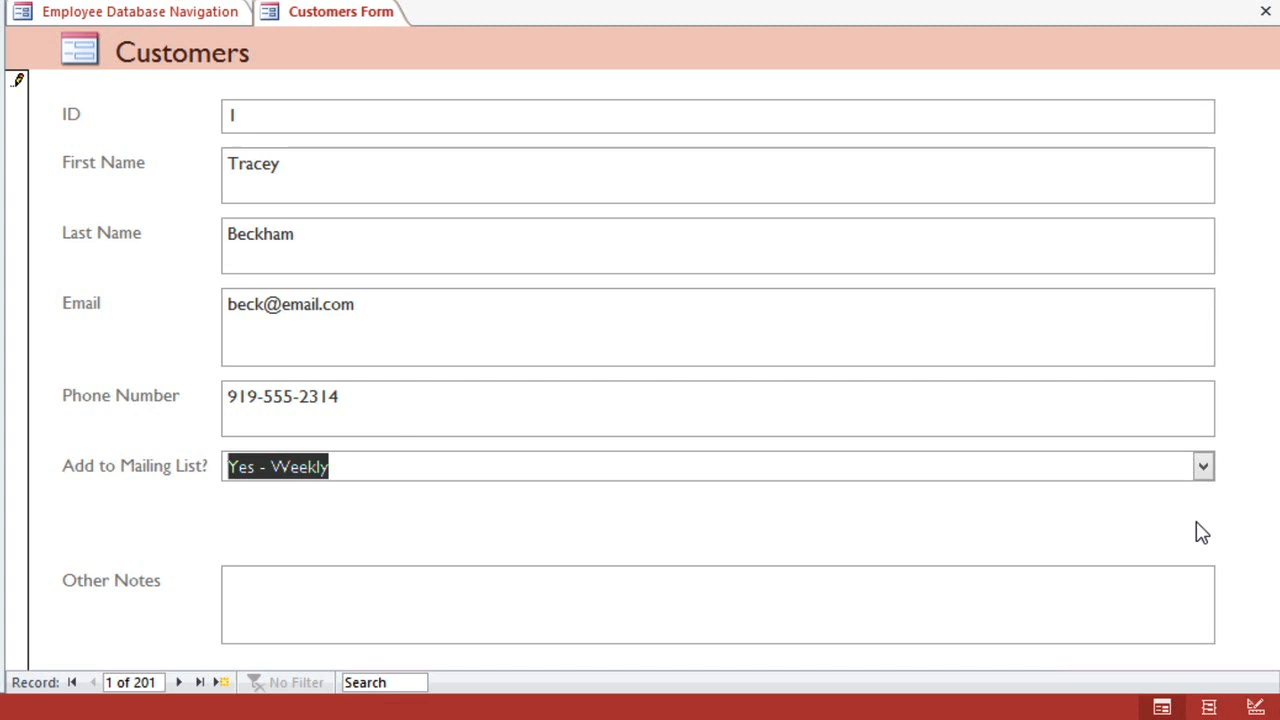 Employee Database Navigation Customers Form
Customers
ID 1
First Name Tracey
Last Name Beckham
Email beck@email.com
Phone Number 919-555-2314
Add to Mailing List? Yes - Weekly
Other Notes
Record: 1 of 201 No Filter Search